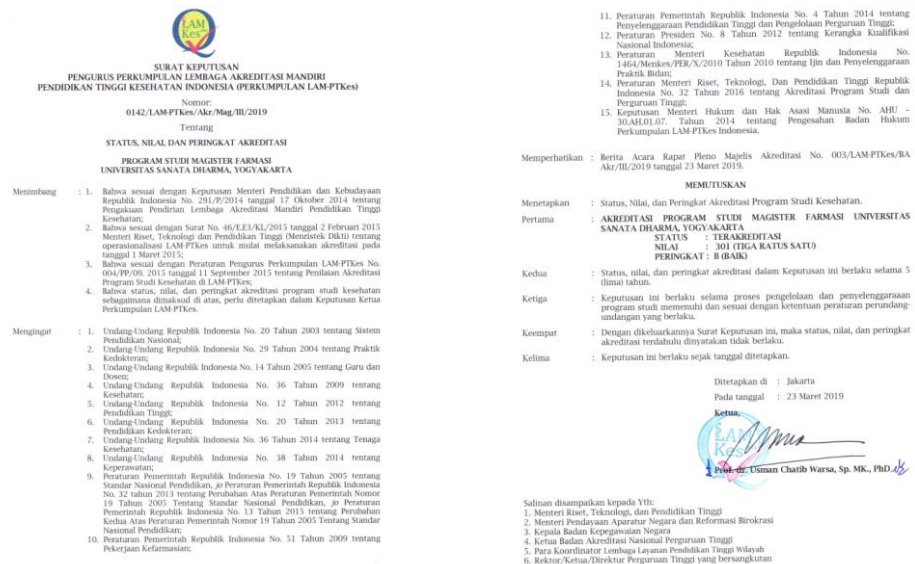 LAM
PTKes
SURAT KEPUTUSAN
PENGURUS PERKUMPULAN LEMBAGA AKREDITASI MANDIRI
PENDIDIKAN TINGGI KESEHATAN INDONESIA (PERKUMPULAN LAM-PTKes)
Nomor:
0142/LAM-PTKes/Akr/Mag/III/2019
Tentang
STATUS, NILAI, DAN PERINGKAT AKREDITASI
PROGRAM STUDI MAGISTER FARMASI
UNIVERSITAS SANATA DHARMA, YOGYAKARTA
Menimbang : 1. Bahwa sesuai dengan Keputusan Menteri Pendidikan dan Kebudayaan
Republik Indonesia No. 291/P/2014 tanggal 17 Oktober 2014 tentang
Pengakuan Pendirian Lembaga Akreditasi Mandiri Pendidikan Tinggi
Kesehatan;
2. Bahwa sesuai dengan Surat No. 46/E.E3/KL/2015 tanggal 2 Februari 2015
Menteri Riset, Teknologi dan Pendidikan Tinggi (Menristek Dikti) tentang
operasionalisasi LAM-PTKes untuk mulai melaksanakan akreditasi pada
tanggal 1 Maret 2015;
3. Bahwa sesuai dengan Peraturan Pengurus Perkumpulan LAM-PTKes No.
004/PP/09. 2015 tanggal 11 September 2015 tentang Penilaian Akreditasi
Program Studi Kesehatan di LAM-PTKes;
4. Bahwa status, nilai, dan peringkat akreditasi program studi kesehatan
sebagaimana dimaksud di atas, perlu ditetapkan dalam Keputusan Ketua
Perkumpulan LAM-PTKes.
Mengingat : 1. Undang-Undang Republik Indonesia No. 20 Tahun 2003 tentang Sistem
Pendidikan Nasional;
2. Undang-Undang Republik Indonesia No. 29 Tahun 2004 tentang Praktik
Kedokteran;
3. Undang-Undang Republik Indonesia No. 14 Tahun 2005 tentang Guru dan
Dosen;
4. Undang-Undang Republik Indonesia No. 36 Tahun 2009 tentang
Kesehatan;
5. Undang-Undang Republik Indonesia No. 12 Tahun 2012 tentang
Pendidikan Tinggi;
6. Undang-Undang Republik Indonesia No. 20 Tahun 2013 tentang
Pendidikan Kedokteran;
7. Undang-Undang Republik Indonesia No. 36 Tahun 2014 tentang Tenaga
Kesehatan;
8. Undang-Undang Republik Indonesia No. 38 Tahun 2014 tentang
Keperawatan;
9. Peraturan Pemerintah Republik Indonesia No. 19 Tahun 2005 tentang
Standar Nasional Pendidikan, jo Peraturan Pemerintah Republik Indonesia
No. 32 tahun 2013 tentang Perubahan Atas Peraturan Pemerintah Nomor
19 Tahun 2005 Tentang Standar Nasional Pendidikan, jo Peraturan
Pemerintah Republik Indonesia No. 13 Tahun 2015 tentang Perubahan
Kedua Atas Peraturan Pemerintah Nomor 19 Tahun 2005 Tentang Standar
Nasional Pendidikan;
10. Peraturan Pemerintah Republik Indonesia No. 51 Tahun 2009 tentang
Pekerjaan Kefarmasian;
11. Peraturan Pemerintah Republik Indonesia No. 4 Tahun 2014 tentang
Penyelenggaraan Pendidikan Tinggi dan Pengelolaan Perguruan Tinggi;
12. Peraturan Presiden No. 8 Tahun 2012 tentang Kerangka Kualifikasi
Nasional Indonesia;
13. Peraturan Menteri Kesehatan Republik Indonesia No.
1464/Menkes/PER/X/2010 Tahun 2010 tentang Ijin dan Penyelenggaraan
Praktik Bidan;
14. Peraturan Menteri Riset, Teknologi, Dan Pendidikan Tinggi Republik
Indonesia No. 32 Tahun 2016 tentang Akreditasi Program Studi dan
Perguruan Tinggi;
15. Keputusan Menteri Hukum dan Hak Asasi Manusia No. AHU –
30.AH.01.07. Tahun 2014 tentang Pengesahan Badan Hukum
Perkumpulan LAM-PTKes Indonesia.
Memperhatikan : Berita Acara Rapat Pleno Majelis Akreditasi No. 003/LAM-PTKes/BA
Akr/III/2019 tanggal 23 Maret 2019.
MEMUTUSKAN
Menetapkan : Status, Nilai, dan Peringkat Akreditasi Program Studi Kesehatan.
Pertama : AKREDITASI PROGRAM STUDI MAGISTER FARMASI UNIVERSITAS
SANATA DHARMA, YOGYAKARTA
STATUS : TERAKREDITASI
NILAI : 301 (TIGA RATUS SATU)
PERINGKAT : B (BAIK)
Kedua : Status, nilai, dan peringkat akreditasi dalam Keputusan ini berlaku selama 5
(lima) tahun.
Ketiga : Keputusan ini berlaku selama proses pengelolaan dan penyelenggaraaan
program studi memenuhi dan sesuai dengan ketentuan peraturan perundang-
undangan yang berlaku.
Keempat : Dengan dikeluarkannya Surat Keputusan ini, maka status, nilai, dan peringkat
akreditasi terdahulu dinyatakan tidak berlaku.
Kelima : Keputusan ini berlaku sejak tanggal ditetapkan.
Ditetapkan di : Jakarta
Pada tanggal : 23 Maret 2019
Ketua,
LAM
Kes
Prof. dr. Usman Chatib Warsa, Sp. MK., PhD
Salinan disampaikan kepada Yth:
1. Menteri Riset, Teknologi, dan Pendidikan Tinggi
2. Menteri Pendayaan Aparatur Negara dan Reformasi Birokrasi
3. Kepala Badan Kepegawaian Negara
4. Ketua Badan Akreditasi Nasional Perguruan Tinggi
5. Para Koordinator Lembaga Layanan Pendidikan Tinggi Wilayah
6. Rektor/Ketua/Direktur Perguruan Tinggi yang bersangkutan